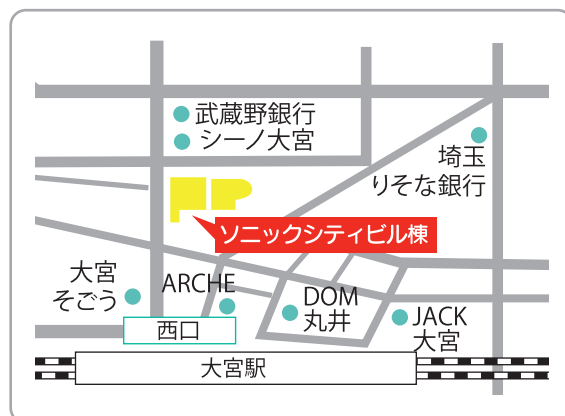 武蔵野銀行
シーノ大宮
埼玉
りそな銀行
ソニックシティビル棟
大宮
そごう
ARCHE
DOM
丸井
JACK
大宮
西口
大宮駅